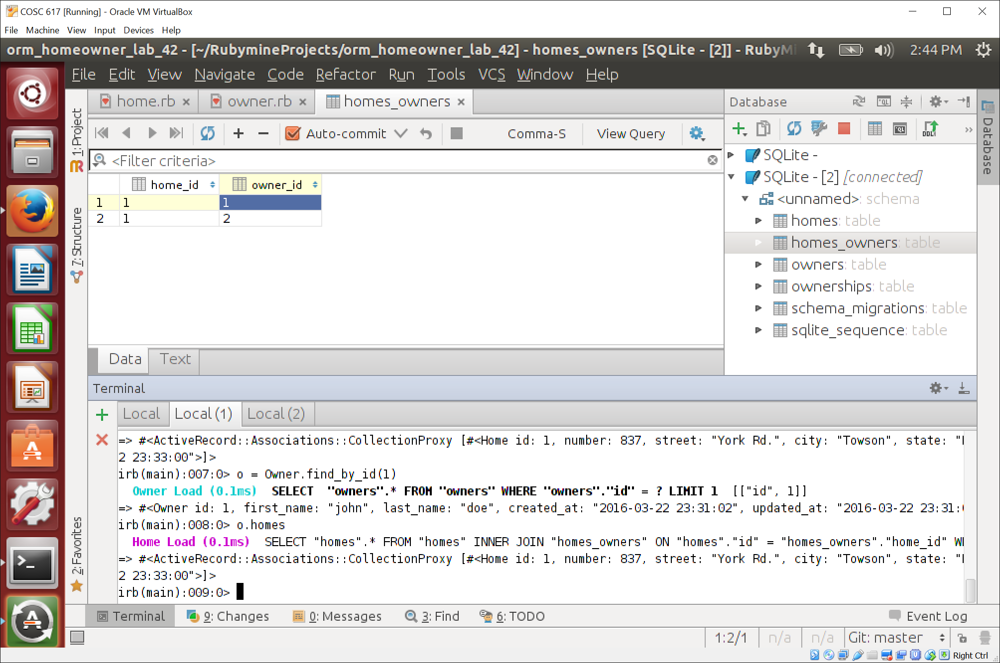 COSC 617 [Running] - Oracle VM VirtualBox
File Machine View Input Devices Help
orm_homeowner_lab_42 - [~/RubymineProjects/orm_homeowner_lab_42] - homes_owners [SQLite - [2]] - RubyMi
2:44 PM
File Edit View Navigate Code Refactor Run Tools VCS Window Help
home.rb owner.rb homes_owners
Database
Auto-commit Comma-S View Query
<Filter criteria>
home_id owner_id
1 1 1
2 1 2
SQLite -
SQLite - [2] [connected]
<unnamed>: schema
homes: table
homes_owners: table
owners: table
ownerships: table
schema_migrations: table
sqlite_sequence: table
1: Project
7: Structure
2: Favorites
Database
Data Text
Terminal
Local Local (1) Local (2)
=> #<ActiveRecord::Associations::CollectionProxy [#<Home id: 1, number: 837, street: "York Rd.", city: "Towson", state: "
2 23:33:00">]>
irb(main):007:0> o = Owner.find_by_id(1)
Owner Load (0.1ms) SELECT "owners".* FROM "owners" WHERE "owners"."id" = ? LIMIT 1 [["id", 1]]
=> #<Owner id: 1, first_name: "john", last_name: "doe", created_at: "2016-03-22 23:31:02", updated_at: "2016-03-22 23:31:
irb(main):008:0> o.homes
Home Load (0.1ms) SELECT "homes".* FROM "homes" INNER JOIN "homes_owners" ON "homes"."id" = "homes_owners"."home_id" W
=> #<ActiveRecord::Associations::CollectionProxy [#<Home id: 1, number: 837, street: "York Rd.", city: "Towson", state: "
2 23:33:00">]>
irb(main):009:0>
Terminal 9: Changes 0: Messages 3: Find 6: TODO Event Log
1:2/1 n/a n/a Git: master
Right Ctrl